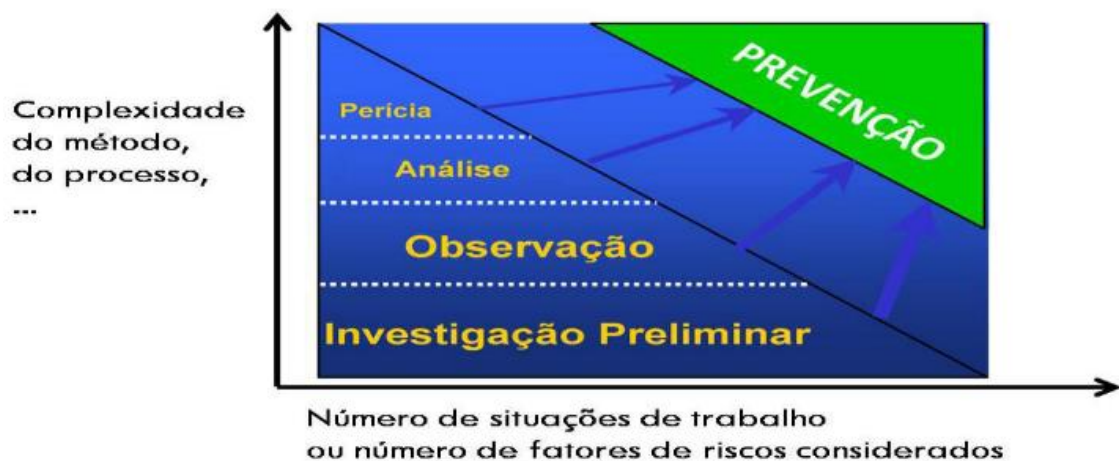 Complexidade
do método,
do processo,
...
Perícia
Análise
Observação
Investigação Preliminar
PREVENÇÃO
Número de situações de trabalho
ou número de fatores de riscos considerados